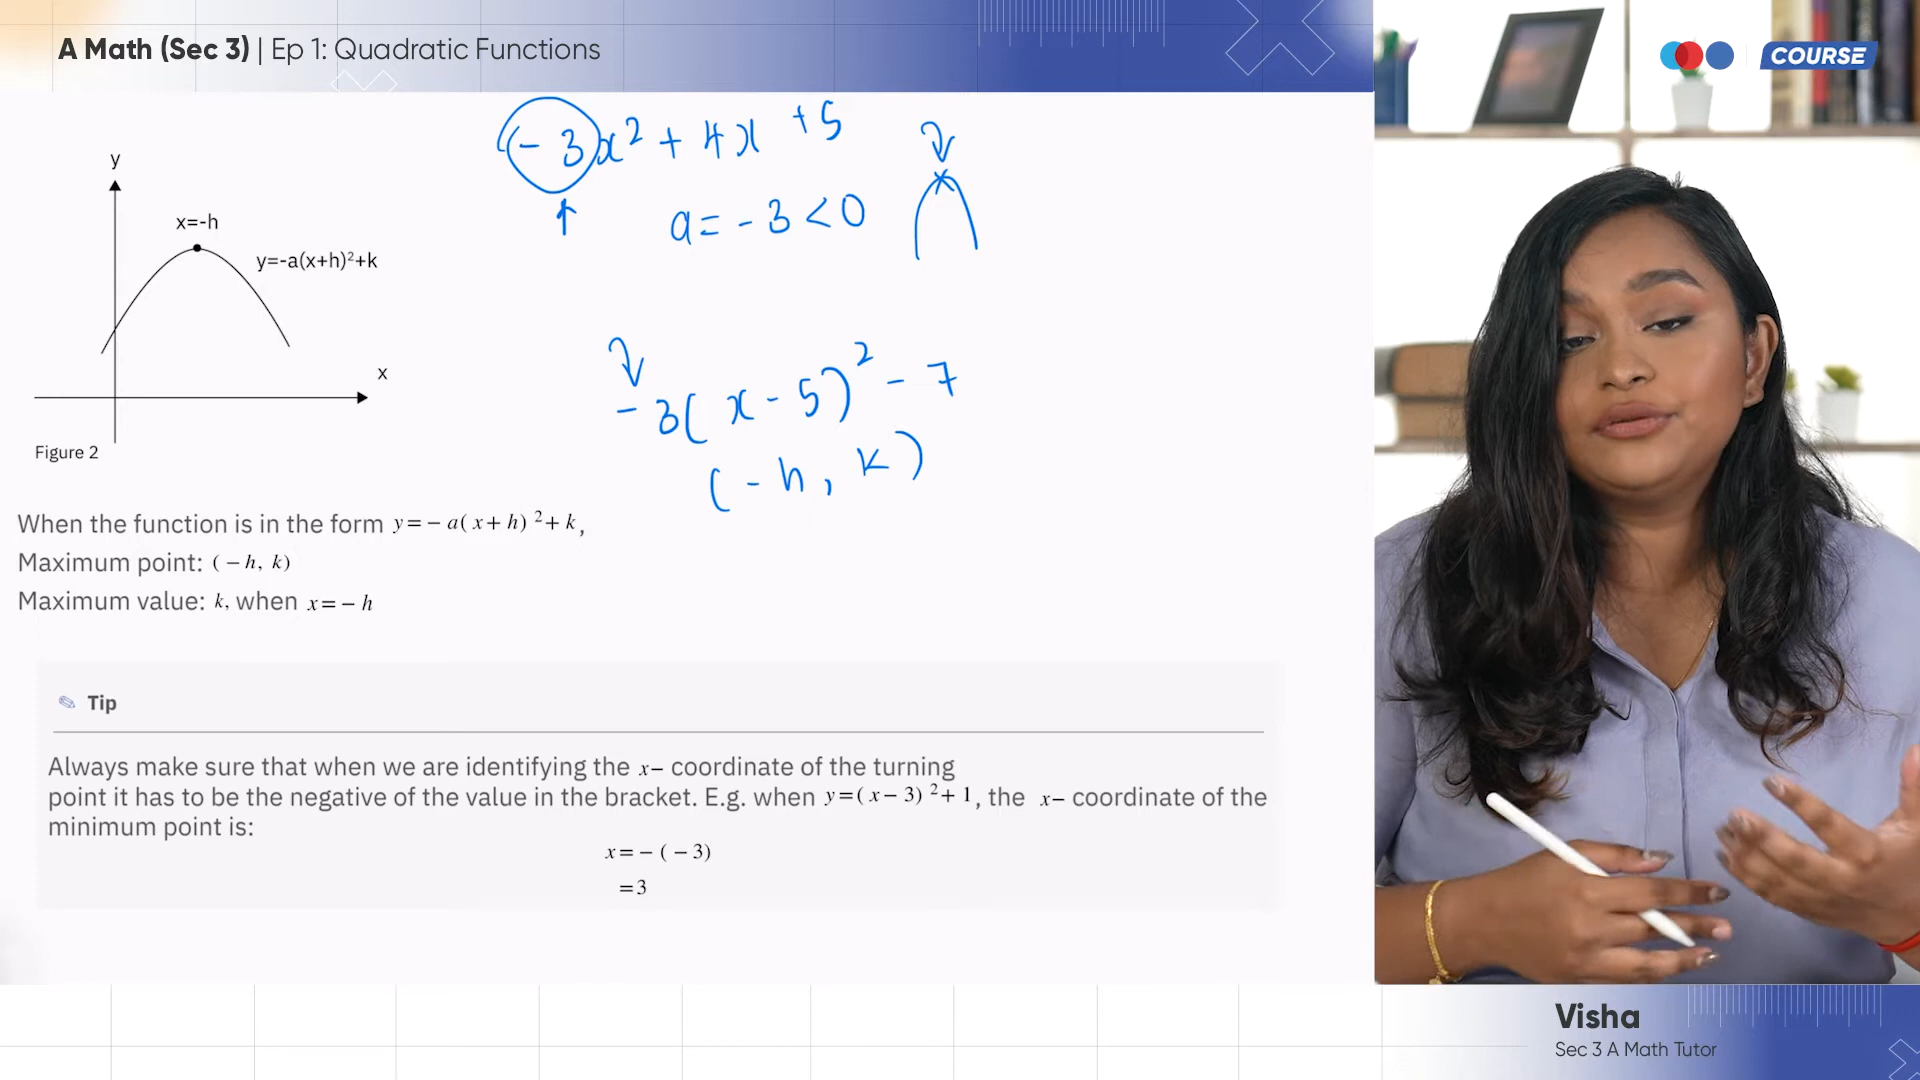 A Math (Sec 3) | Ep 1: Quadratic Functions
COURSE
(-3)x² + 4x + 5
a = -3 < 0
y
x=-h
y=-a(x+h)²+k
x
Figure 2
-3(x-5)² - 7
(-h, k)
When the function is in the form y=−a(x+h)²+k,
Maximum point: (−h, k)
Maximum value: k, when x=−h
Tip
Always make sure that when we are identifying the x− coordinate of the turning
point it has to be the negative of the value in the bracket. E.g. when y=(x−3)²+1, the x− coordinate of the
minimum point is:
x=−(−3)
=3
Visha
Sec 3 A Math Tutor